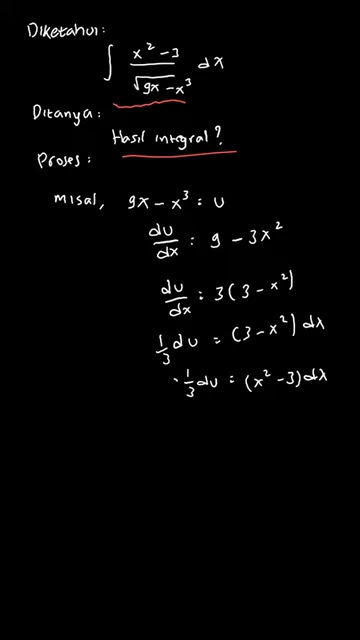 Diketahui:
∫ (x² - 3)/√(9x - x³) dx
Ditanya:
Hasil integral?
Proses:
misal, 9x - x³ = u
du/dx = 9 - 3x²
du/dx = 3(3 - x²)
1/3 du = (3 - x²) dx
-1/3 du = (x² - 3) dx